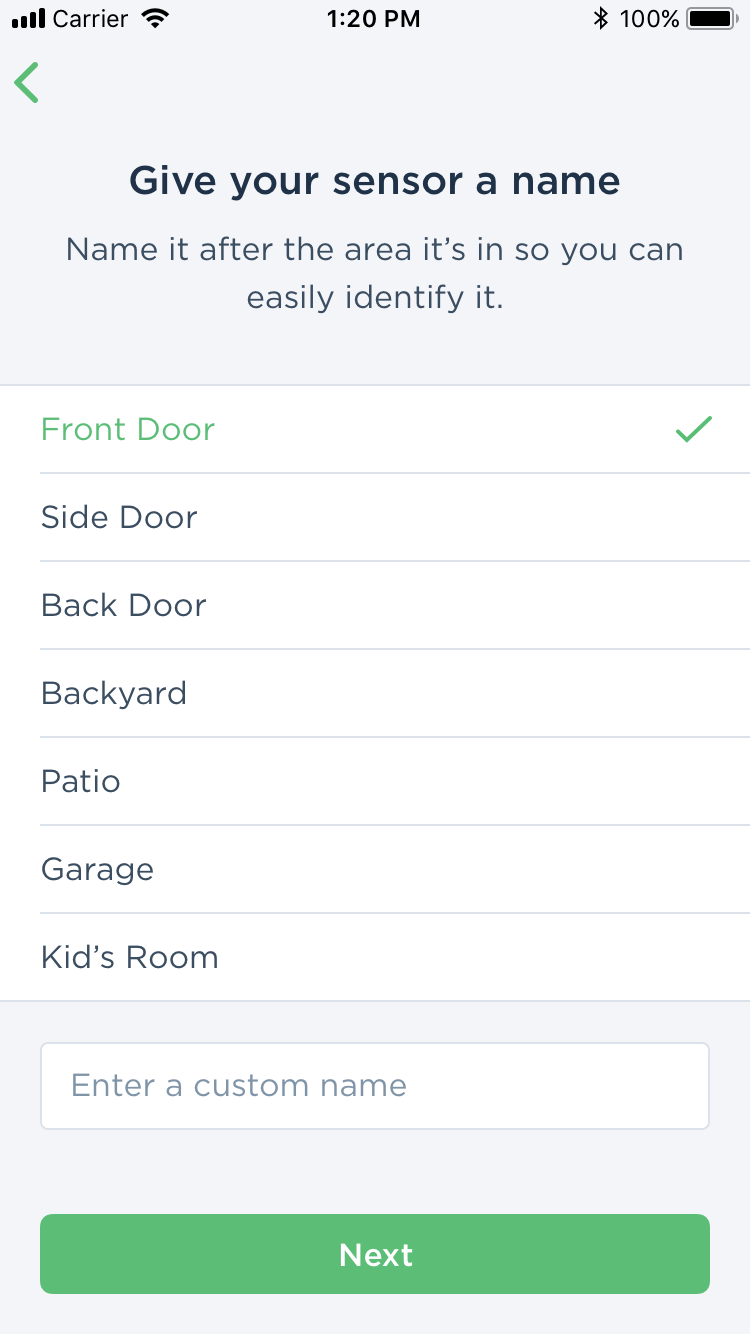 Carrier 1:20 PM 100%
Give your sensor a name
Name it after the area it’s in so you can
easily identify it.
Front Door
Side Door
Back Door
Backyard
Patio
Garage
Kid’s Room
Enter a custom name
Next